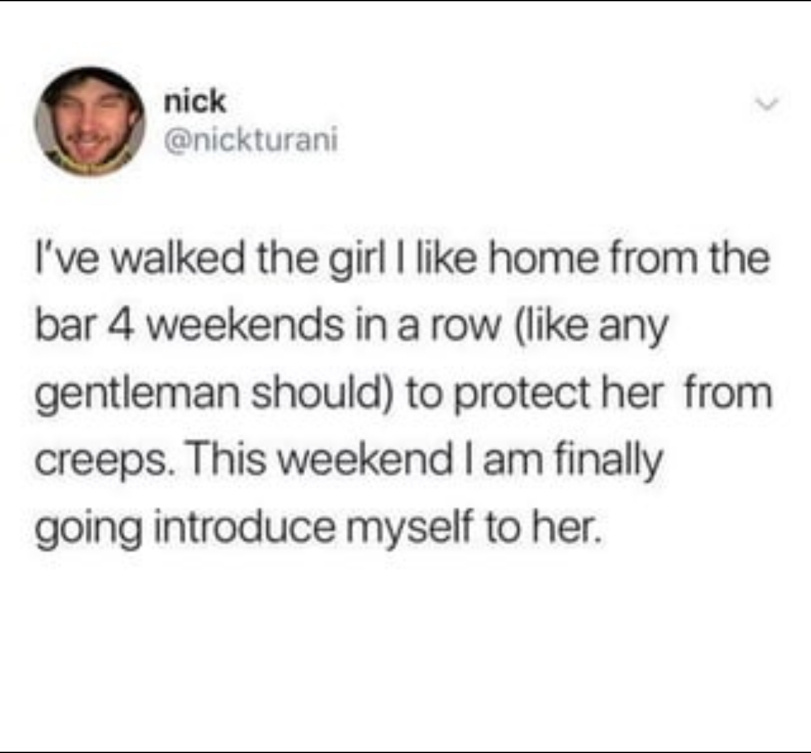 nick
@nickturani
I've walked the girl I like home from the
bar 4 weekends in a row (like any
gentleman should) to protect her from
creeps. This weekend I am finally
going introduce myself to her.